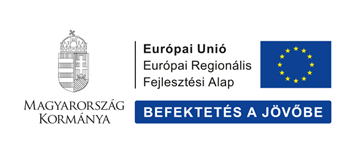 MAGYARORSZÁG
KORMÁNYA
Európai Unió
Európai Regionális
Fejlesztési Alap
BEFEKTETÉS A JÖVŐBE